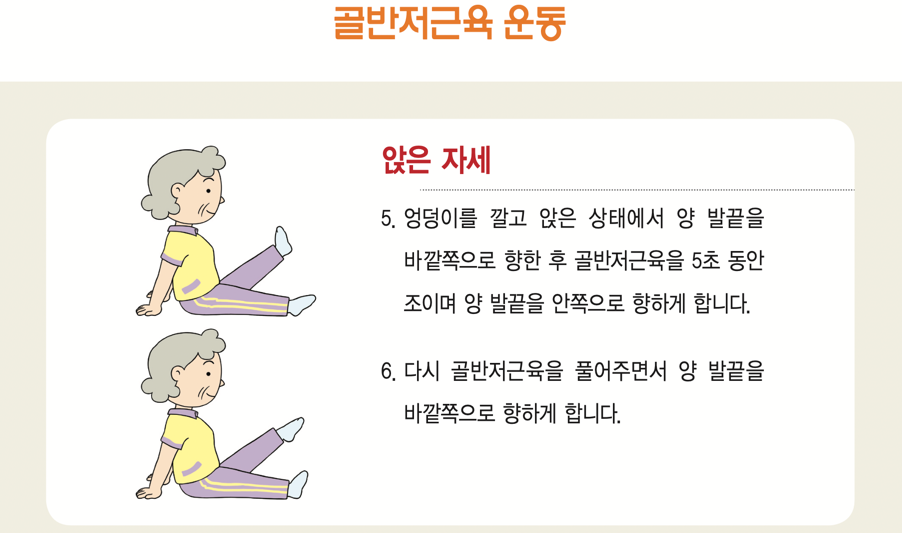 골반저근육 운동
앉은 자세
5. 엉덩이를 깔고 앉은 상태에서 양 발끝을
바깥쪽으로 향한 후 골반저근육을 5초 동안
조이며 양 발끝을 안쪽으로 향하게 합니다.
6. 다시 골반저근육을 풀어주면서 양 발끝을
바깥쪽으로 향하게 합니다.